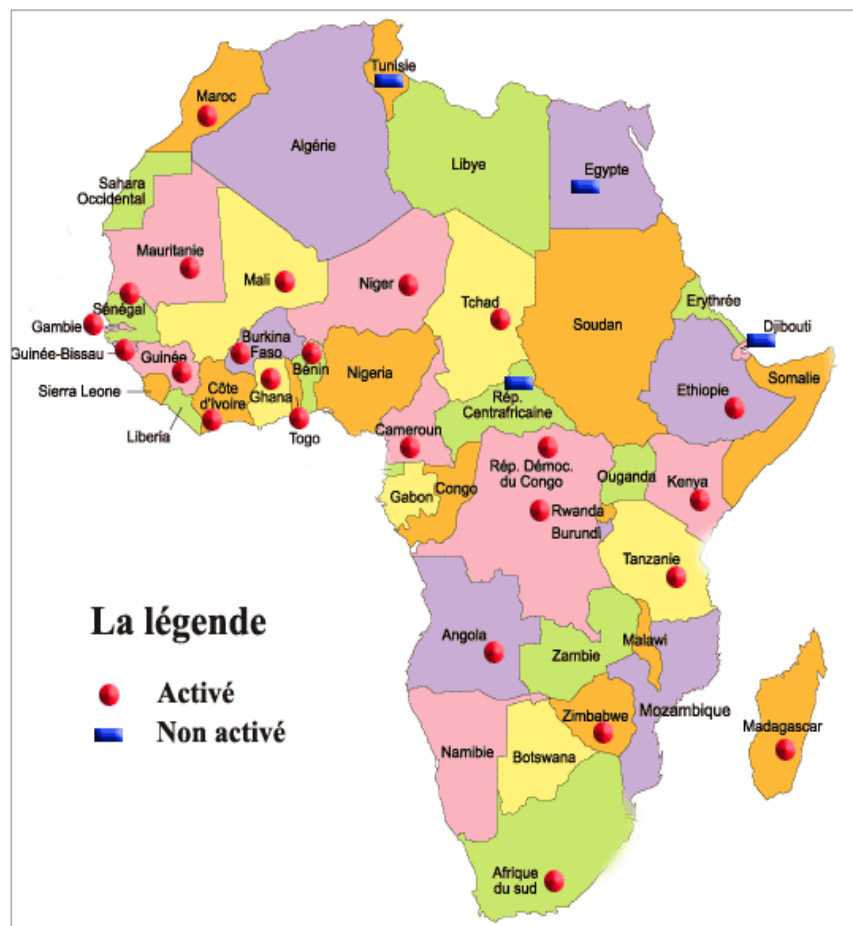 Tunisie
Maroc
Algérie
Libye
Egypte
Sahara
Occidental
Mauritanie
Mali
Niger
Tchad
Soudan
Erythrée
Sénégal
Gambie
Djibouti
Guinée-Bissau
Guinée
Burkina
Faso
Bénin
Nigeria
Ethiopie
Somalie
Sierra Leone
Côte
d'Ivoire
Ghana
Rép.
Centrafricaine
Liberia
Togo
Cameroun
Rép. Démoc.
du Congo
Ouganda
Kenya
Gabon
Congo
Rwanda
Burundi
Tanzanie
La légende
Angola
Zambie
Malawi
Activé
Non activé
Zimbabwe
Mozambique
Madagascar
Namibie
Botswana
Afrique
du sud